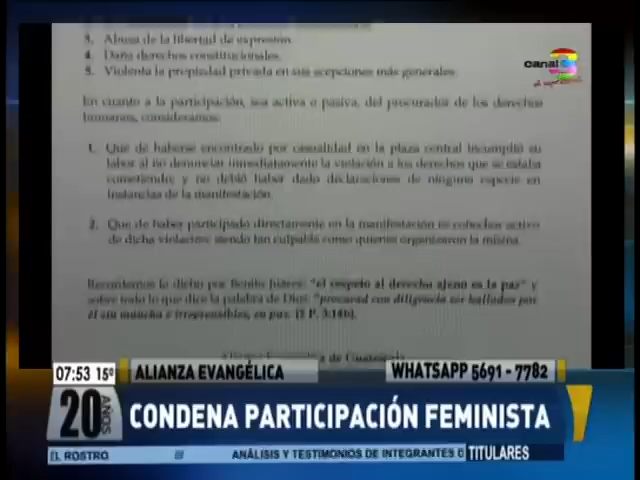 3. Abusa de la libertad de expresión.
4. Daña derechos constitucionales.
5. Violenta la propiedad privada en sus acepciones más generales.
canal 3
En cuanto a la participación, sea activa o pasiva, del procurador de los derechos
humanos, consideramos:
1. Que de haberse encontrado por casualidad en la plaza central incumplió su
labor al no denunciar inmediatamente la violación a los derechos que se estaba
cometiendo y no debió haber dado declaraciones de ninguna especie en
instancias de la manifestación.
2. Que de haber participado directamente en la manifestación es cohechor activo
de dicha violación siendo tan culpable como quienes organizaron la misma.
Recordemos lo dicho por Benito Juárez: "el respeto al derecho ajeno es la paz" y
sobre todo lo que dice la palabra de Dios: "procurad con diligencia ser hallados por
él sin mancha e irreprensibles, en paz. (2 P. 3:14b).
de Guatemala
07:53 15º ALIANZA EVANGÉLICA WHATSAPP 5691 - 7782
20 AÑOS CONDENA PARTICIPACIÓN FEMINISTA
EL ROSTRO @ ANÁLISIS Y TESTIMONIOS DE INTEGRANTES D TITULARES